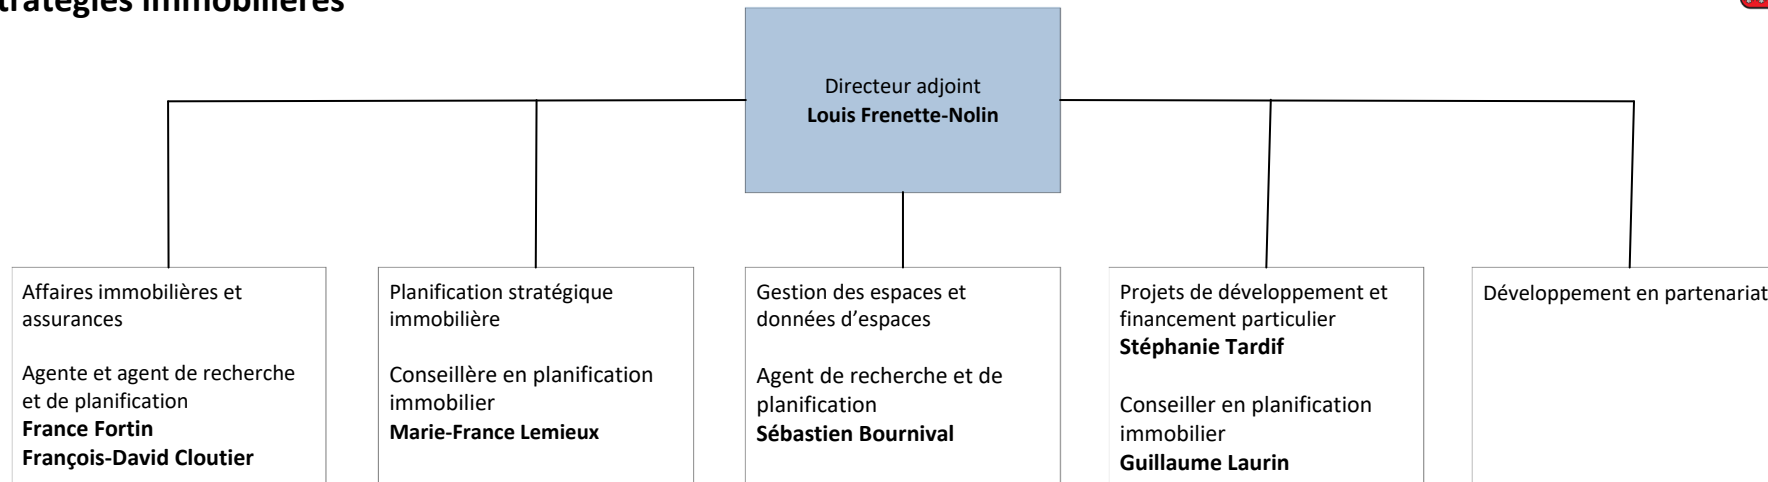 tratégies immobilières
Directeur adjoint
Louis Frenette-Nolin
Affaires immobilières et
assurances
Agente et agent de recherche
et de planification
France Fortin
François-David Cloutier
Planification stratégique
immobilière
Conseillère en planification
immobilier
Marie-France Lemieux
Gestion des espaces et
données d’espaces
Agent de recherche et de
planification
Sébastien Bournival
Projets de développement et
financement particulier
Stéphanie Tardif
Conseiller en planification
immobilier
Guillaume Laurin
Développement en partenariat